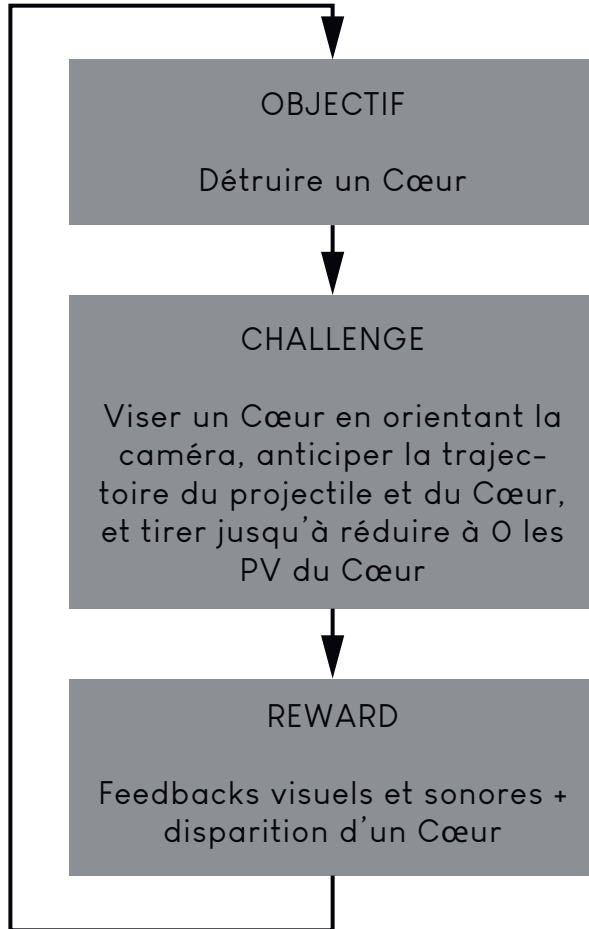 OBJECTIF
Détruire un Cœur
CHALLENGE
Viser un Cœur en orientant la
caméra, anticiper la trajec-
toire du projectile et du Cœur,
et tirer jusqu'à réduire à 0 les
PV du Cœur
REWARD
Feedbacks visuels et sonores +
disparition d'un Cœur